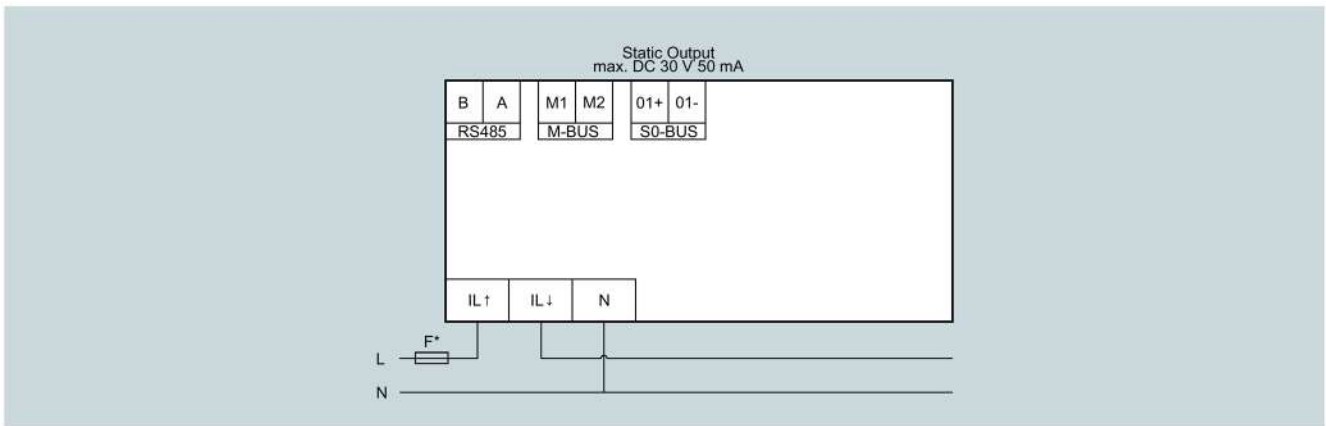 Static Output
max. DC 30 V 50 mA
B A M1 M2 01+ 01-
RS485 M-BUS S0-BUS
IL↑ IL↓ N
F*
L
N